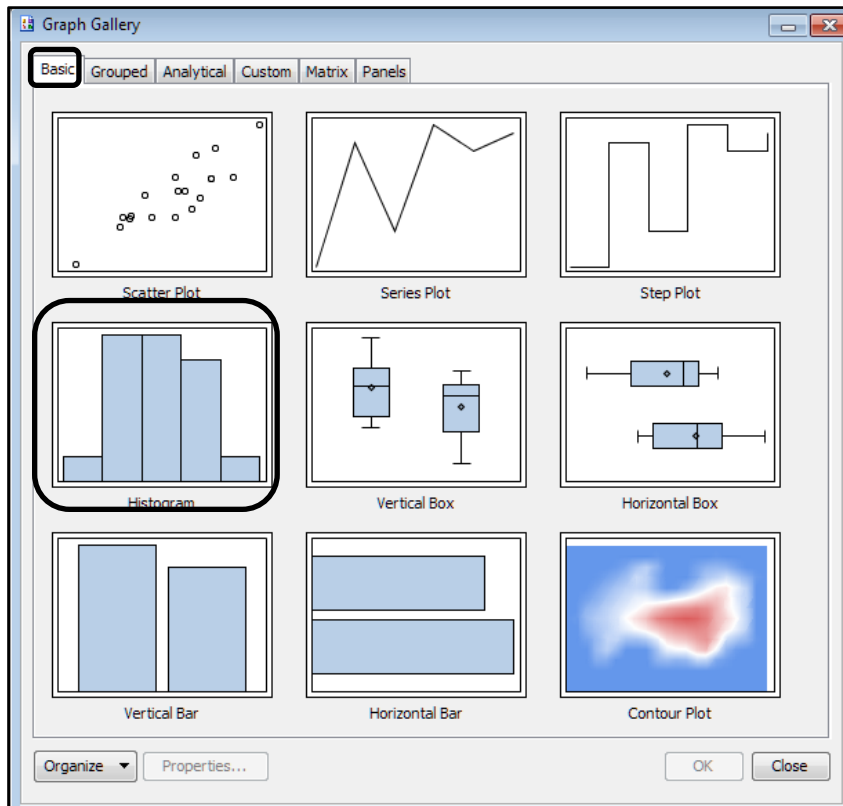 Graph Gallery
Basic Grouped Analytical Custom Matrix Panels
Scatter Plot Series Plot Step Plot
Histogram Vertical Box Horizontal Box
Vertical Bar Horizontal Bar Contour Plot
Organize Properties... OK Close